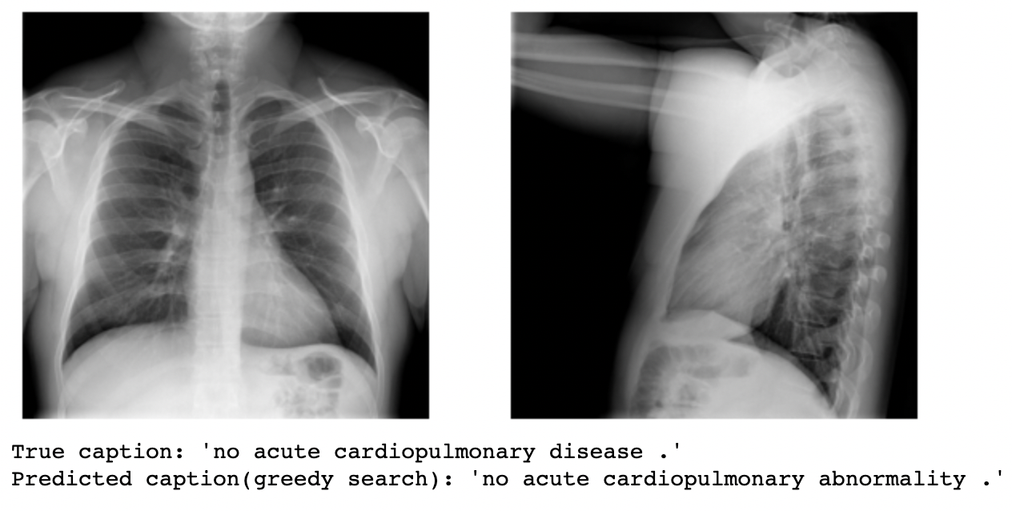 True caption: 'no acute cardiopulmonary disease .'
Predicted caption(greedy search): 'no acute cardiopulmonary abnormality .'